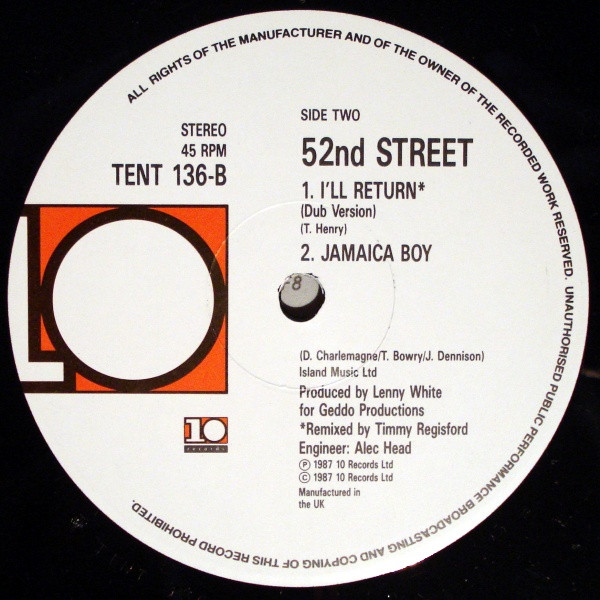 ALL RIGHTS OF THE MANUFACTURER AND OF THE OWNER OF THE RECORDED WORK RESERVED. UNAUTHORISED PUBLIC PERFORMANCE BROADCASTING AND COPYING OF THIS RECORD PROHIBITED.
STEREO
45 RPM
TENT 136-B
SIDE TWO
52nd STREET
1. I'LL RETURN*
(Dub Version)
(T. Henry)
2. JAMAICA BOY
(D. Charlemagne/T. Bowry/J. Dennison)
Island Music Ltd
Produced by Lenny White
for Geddo Productions
*Remixed by Timmy Regisford
Engineer: Alec Head
℗ 1987 10 Records Ltd
© 1987 10 Records Ltd
Manufactured in
the UK
10
10
records